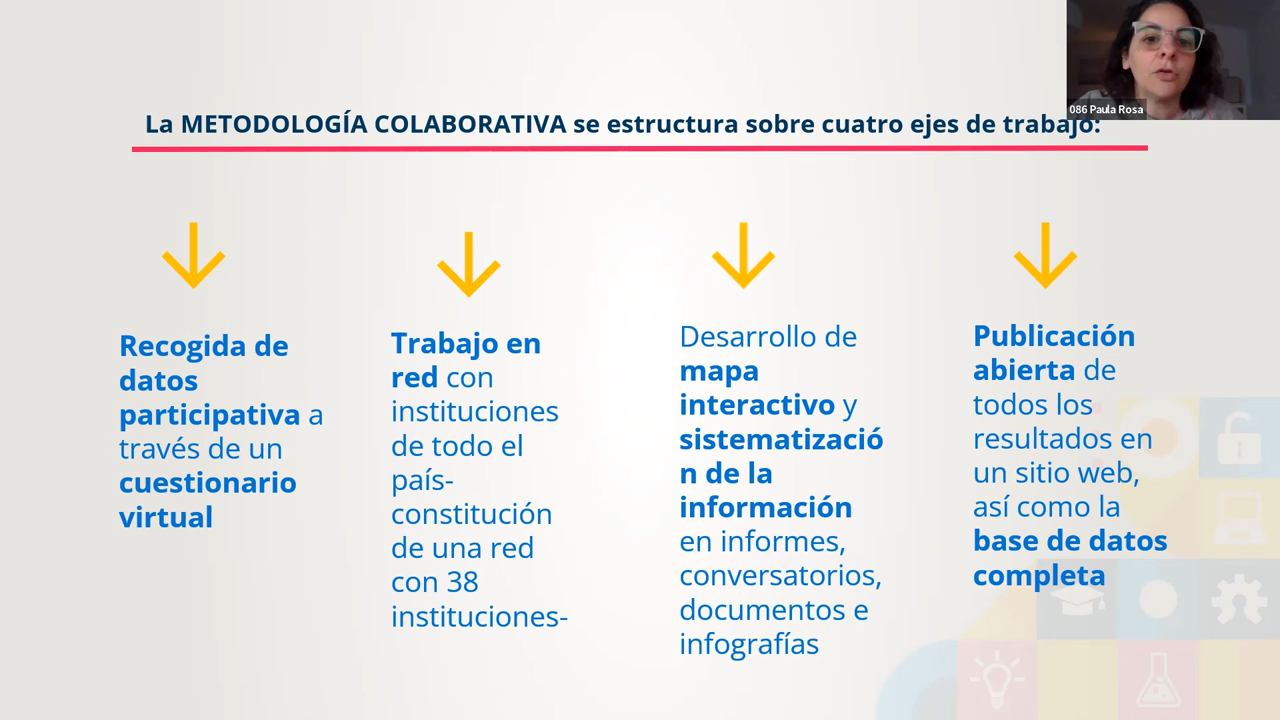 086 Paula Rosa
La METODOLOGÍA COLABORATIVA se estructura sobre cuatro ejes de trabajo:
Recogida de
datos
participativa a
través de un
cuestionario
virtual
Trabajo en
red con
instituciones
de todo el
país-
constitución
de una red
con 38
instituciones-
Desarrollo de
mapa
interactivo y
sistematizació
n de la
información
en informes,
conversatorios,
documentos e
infografías
Publicación
abierta de
todos los
resultados en
un sitio web,
así como la
base de datos
completa